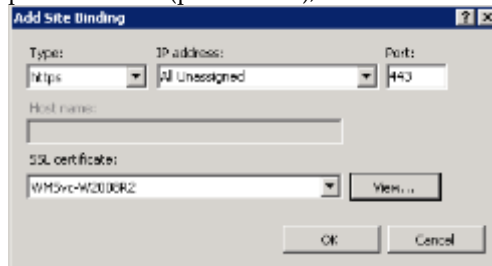 Add Site Binding
Type: IP address: Port:
https All Unassigned 443
Host name:
SSL certificate:
WMSvc-W2008R2 View...
OK Cancel